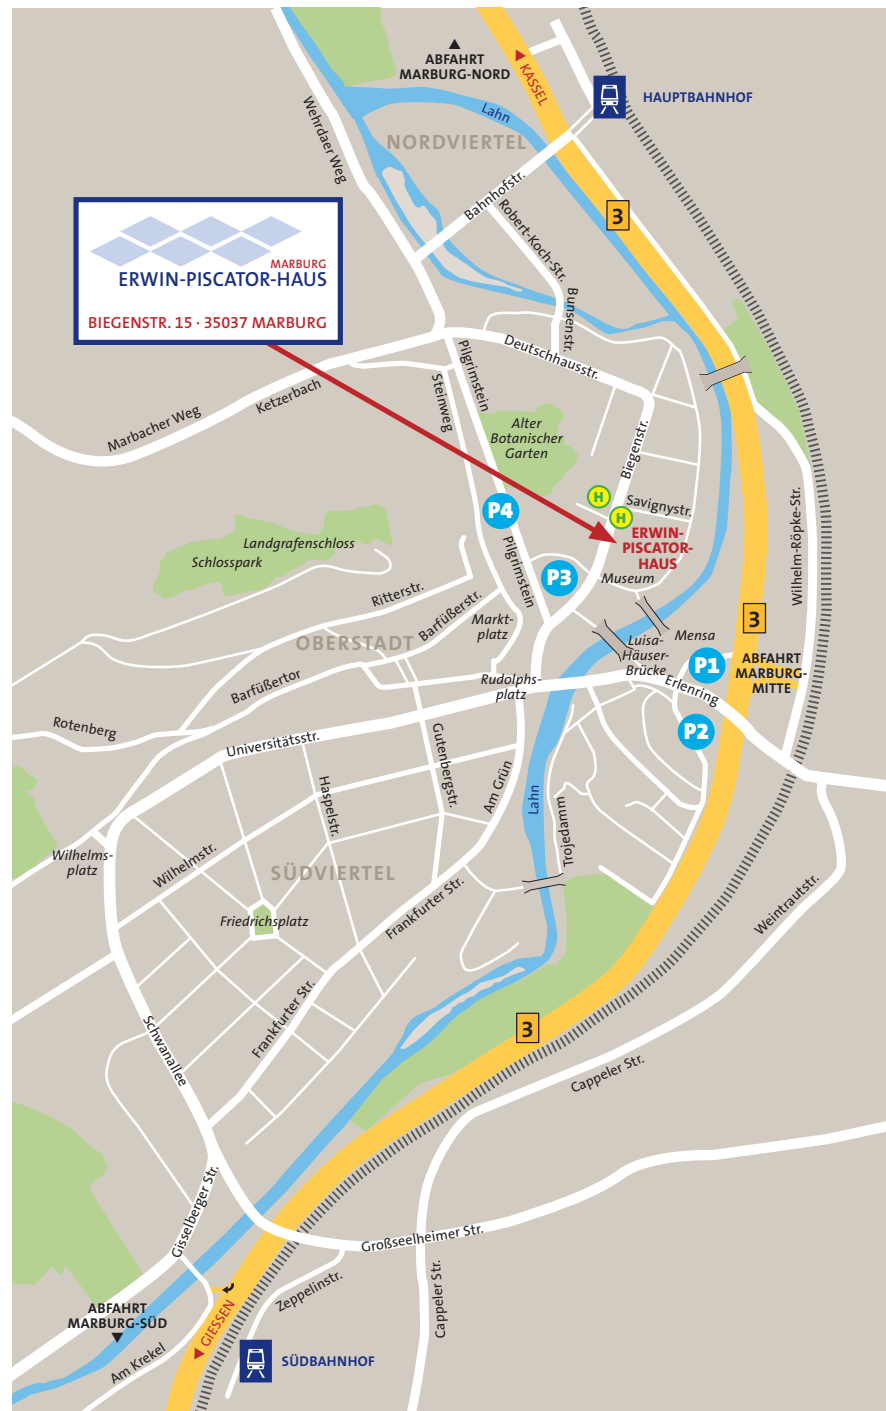 ABFAHRT
MARBURG-NORD
KASSEL
HAUPTBAHNHOF
Lahn
NORDVIERTEL
Wehrdaer Weg
Bahnhofstr.
Robert-Koch-Str.
3
MARBURG
ERWIN-PISCATOR-HAUS
BIEGENSTR. 15 · 35037 MARBURG
Bunsenstr.
Deutschhausstr.
Pilgrimstein
Steinweg
Ketzerbach
Marbacher Weg
Alter
Botanischer
Garten
Biegenstr.
H
Savignystr.
H
P4
ERWIN-
PISCATOR-
HAUS
Wilhelm-Röpke-Str.
Landgrafenschloss
Schlosspark
Pilgrimstein
P3
Museum
Ritterstr.
Barfüßerstr.
Markt-
platz
OBERSTADT
3
Mensa
Luisa-
Häuser-
Brücke
P1
ABFAHRT
MARBURG-
MITTE
Barfüßertor
Rudolphs-
platz
Erlenring
Rotenberg
Universitätsstr.
P2
Gutenbergstr.
Am Grün
Lahn
Trojedamm
Haspelstr.
Wilhelms-
platz
Wilhelmstr.
SÜDVIERTEL
Friedrichsplatz
Frankfurter Str.
Weintrautstr.
Frankfurter Str.
3
Schwanallee
Cappeler Str.
Gisselberger Str.
Großseelheimer Str.
Zeppelinstr.
Cappeler Str.
ABFAHRT
MARBURG-SÜD
GIESSEN
Am Krekel
SÜDBAHNHOF